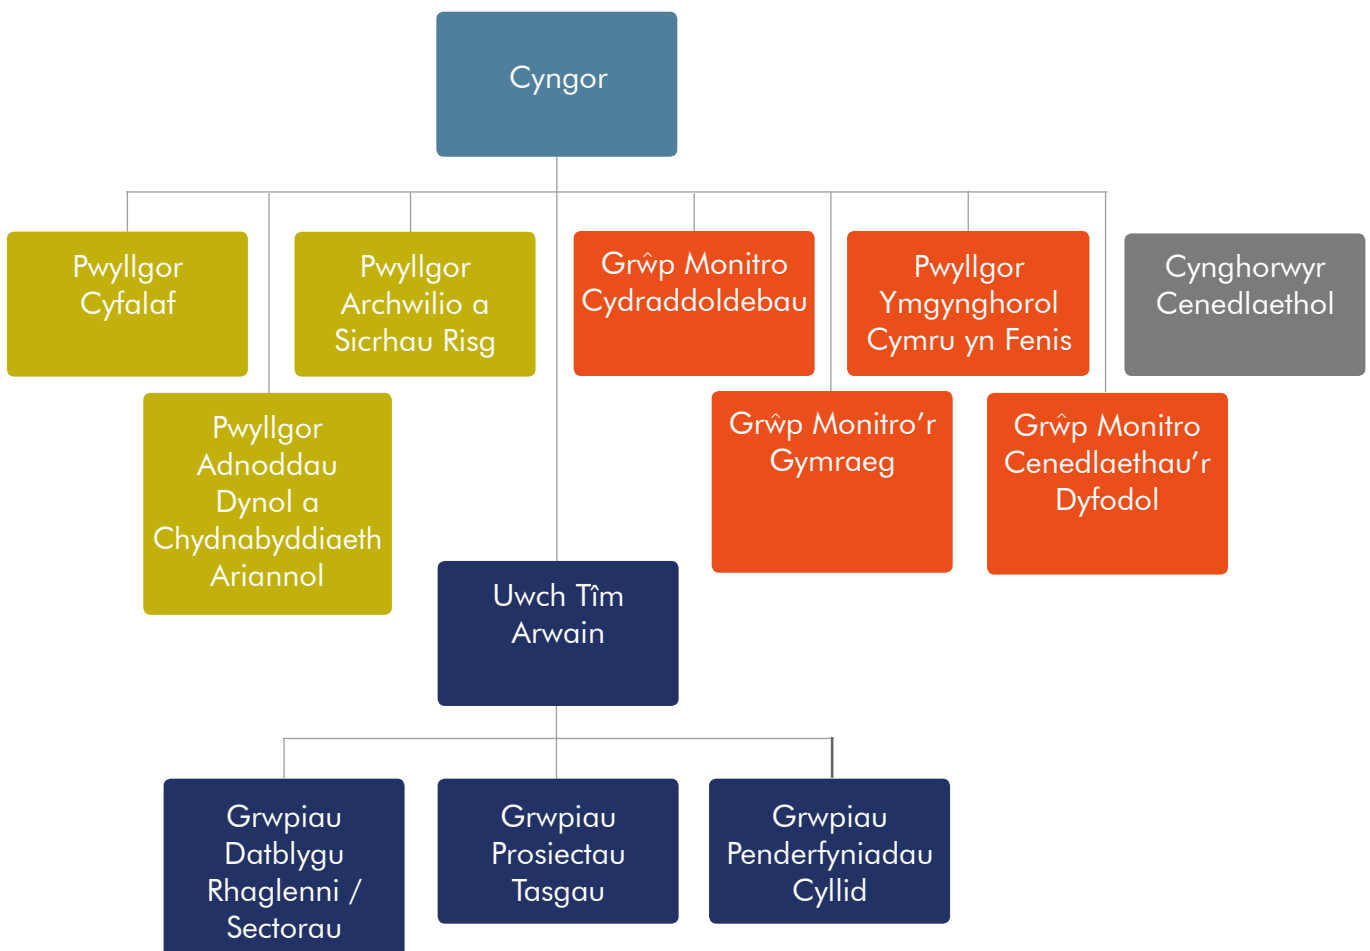 Cyngor
Pwyllgor
Cyfalaf
Pwyllgor
Archwilio a
Sicrhau Risg
Grŵp Monitro
Cydraddoldebau
Pwyllgor
Ymgynghorol
Cymru yn Fenis
Cynghorwyr
Cenedlaethol
Pwyllgor
Adnoddau
Dynol a
Chydnabyddiaeth
Ariannol
Grŵp Monitro’r
Gymraeg
Grŵp Monitro
Cenedlaethau’r
Dyfodol
Uwch Tîm
Arwain
Grwpiau
Datblygu
Rhaglenni /
Sectorau
Grwpiau
Prosiectau
Tasgau
Grwpiau
Penderfyniadau
Cyllid